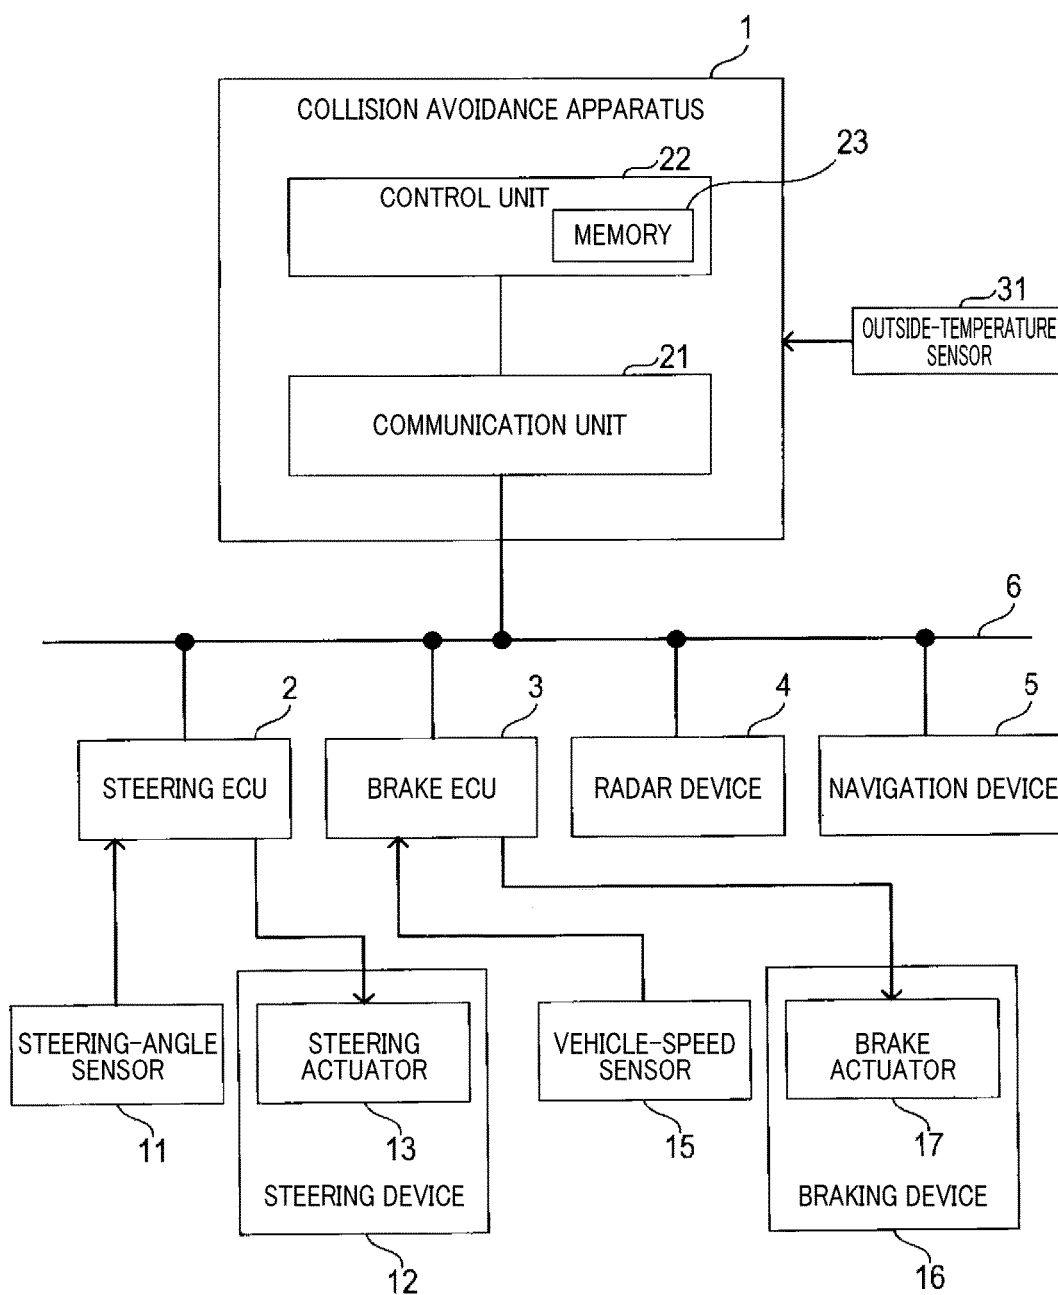 1
COLLISION AVOIDANCE APPARATUS
22
23
CONTROL UNIT
MEMORY
31
OUTSIDE-TEMPERATURE
SENSOR
21
COMMUNICATION UNIT
6
2
3
4
5
STEERING ECU
BRAKE ECU
RADAR DEVICE
NAVIGATION DEVICE
STEERING-ANGLE
SENSOR
STEERING
ACTUATOR
VEHICLE-SPEED
SENSOR
BRAKE
ACTUATOR
11
13
15
17
STEERING DEVICE
BRAKING DEVICE
12
16